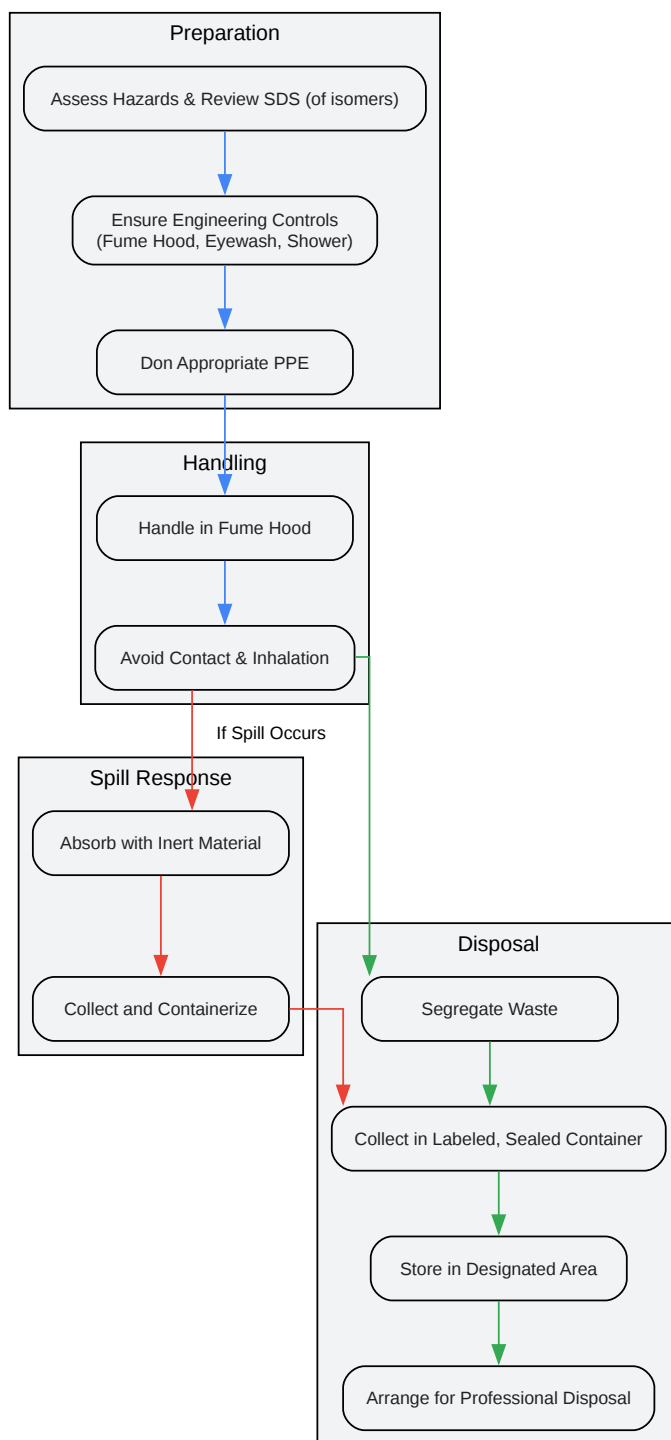 Preparation
Assess Hazards & Review SDS (of isomers)
Ensure Engineering Controls
(Fume Hood, Eyewash, Shower)
Don Appropriate PPE
Handling
Handle in Fume Hood
Avoid Contact & Inhalation
If Spill Occurs
Spill Response
Absorb with Inert Material
Collect and Containerize
Disposal
Segregate Waste
Collect in Labeled, Sealed Container
Store in Designated Area
Arrange for Professional Disposal